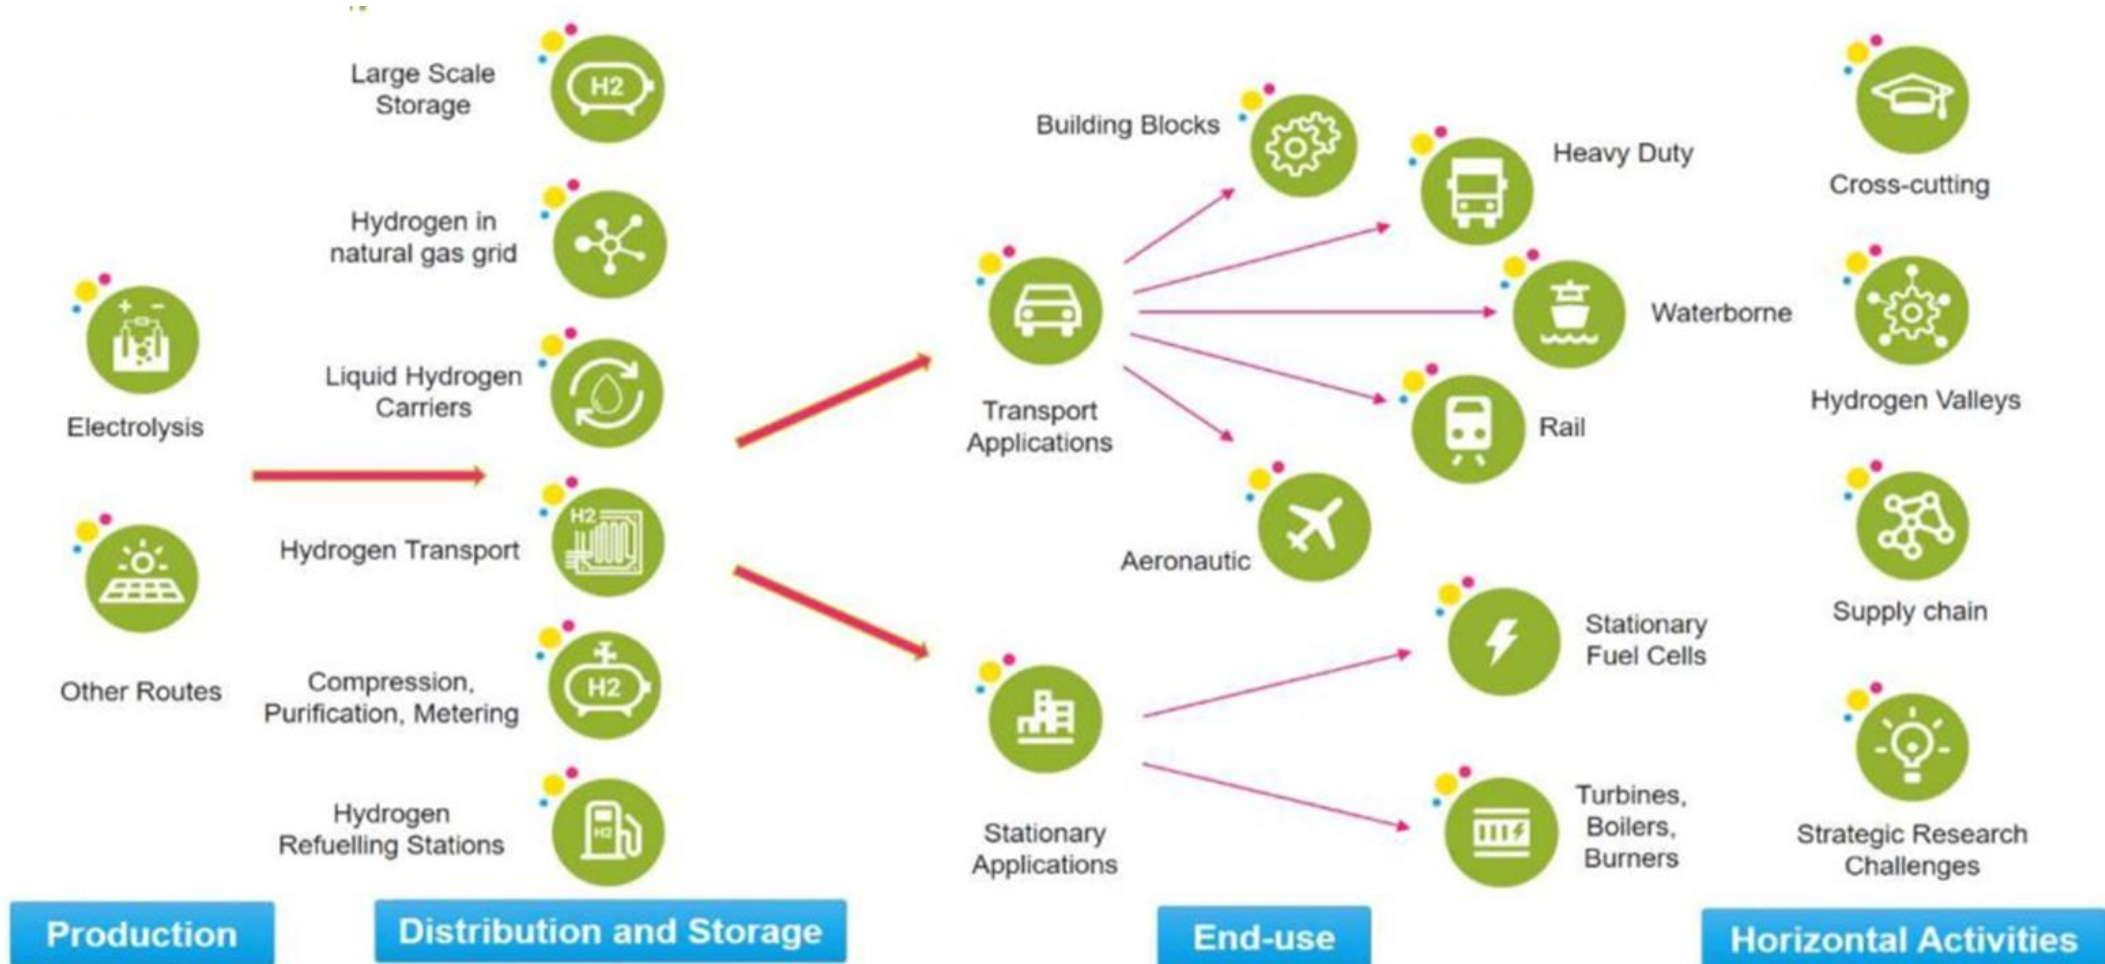 Electrolysis
Other Routes
Production
Large Scale
Storage
H2
Hydrogen in
natural gas grid
Liquid Hydrogen
Carriers
Hydrogen Transport
H2
Compression,
Purification, Metering
H2
Hydrogen
Refuelling Stations
H2
Distribution and Storage
Transport
Applications
Building Blocks
Heavy Duty
Waterborne
Rail
Aeronautic
Stationary
Applications
Stationary
Fuel Cells
Turbines,
Boilers,
Burners
End-use
Cross-cutting
Hydrogen Valleys
Supply chain
Strategic Research
Challenges
Horizontal Activities